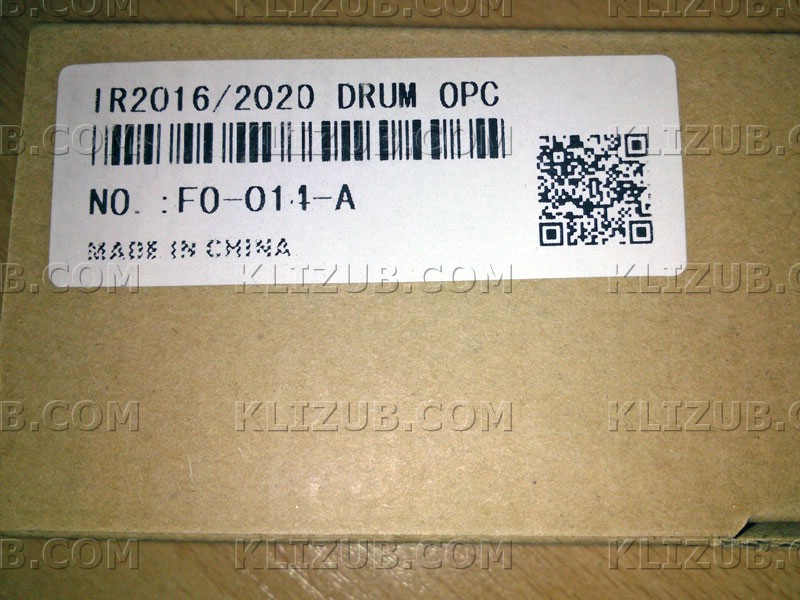 IR2016/2020 DRUM OPC
NO. :FO-014-A
MADE IN CHINA
KLIZUB.COM